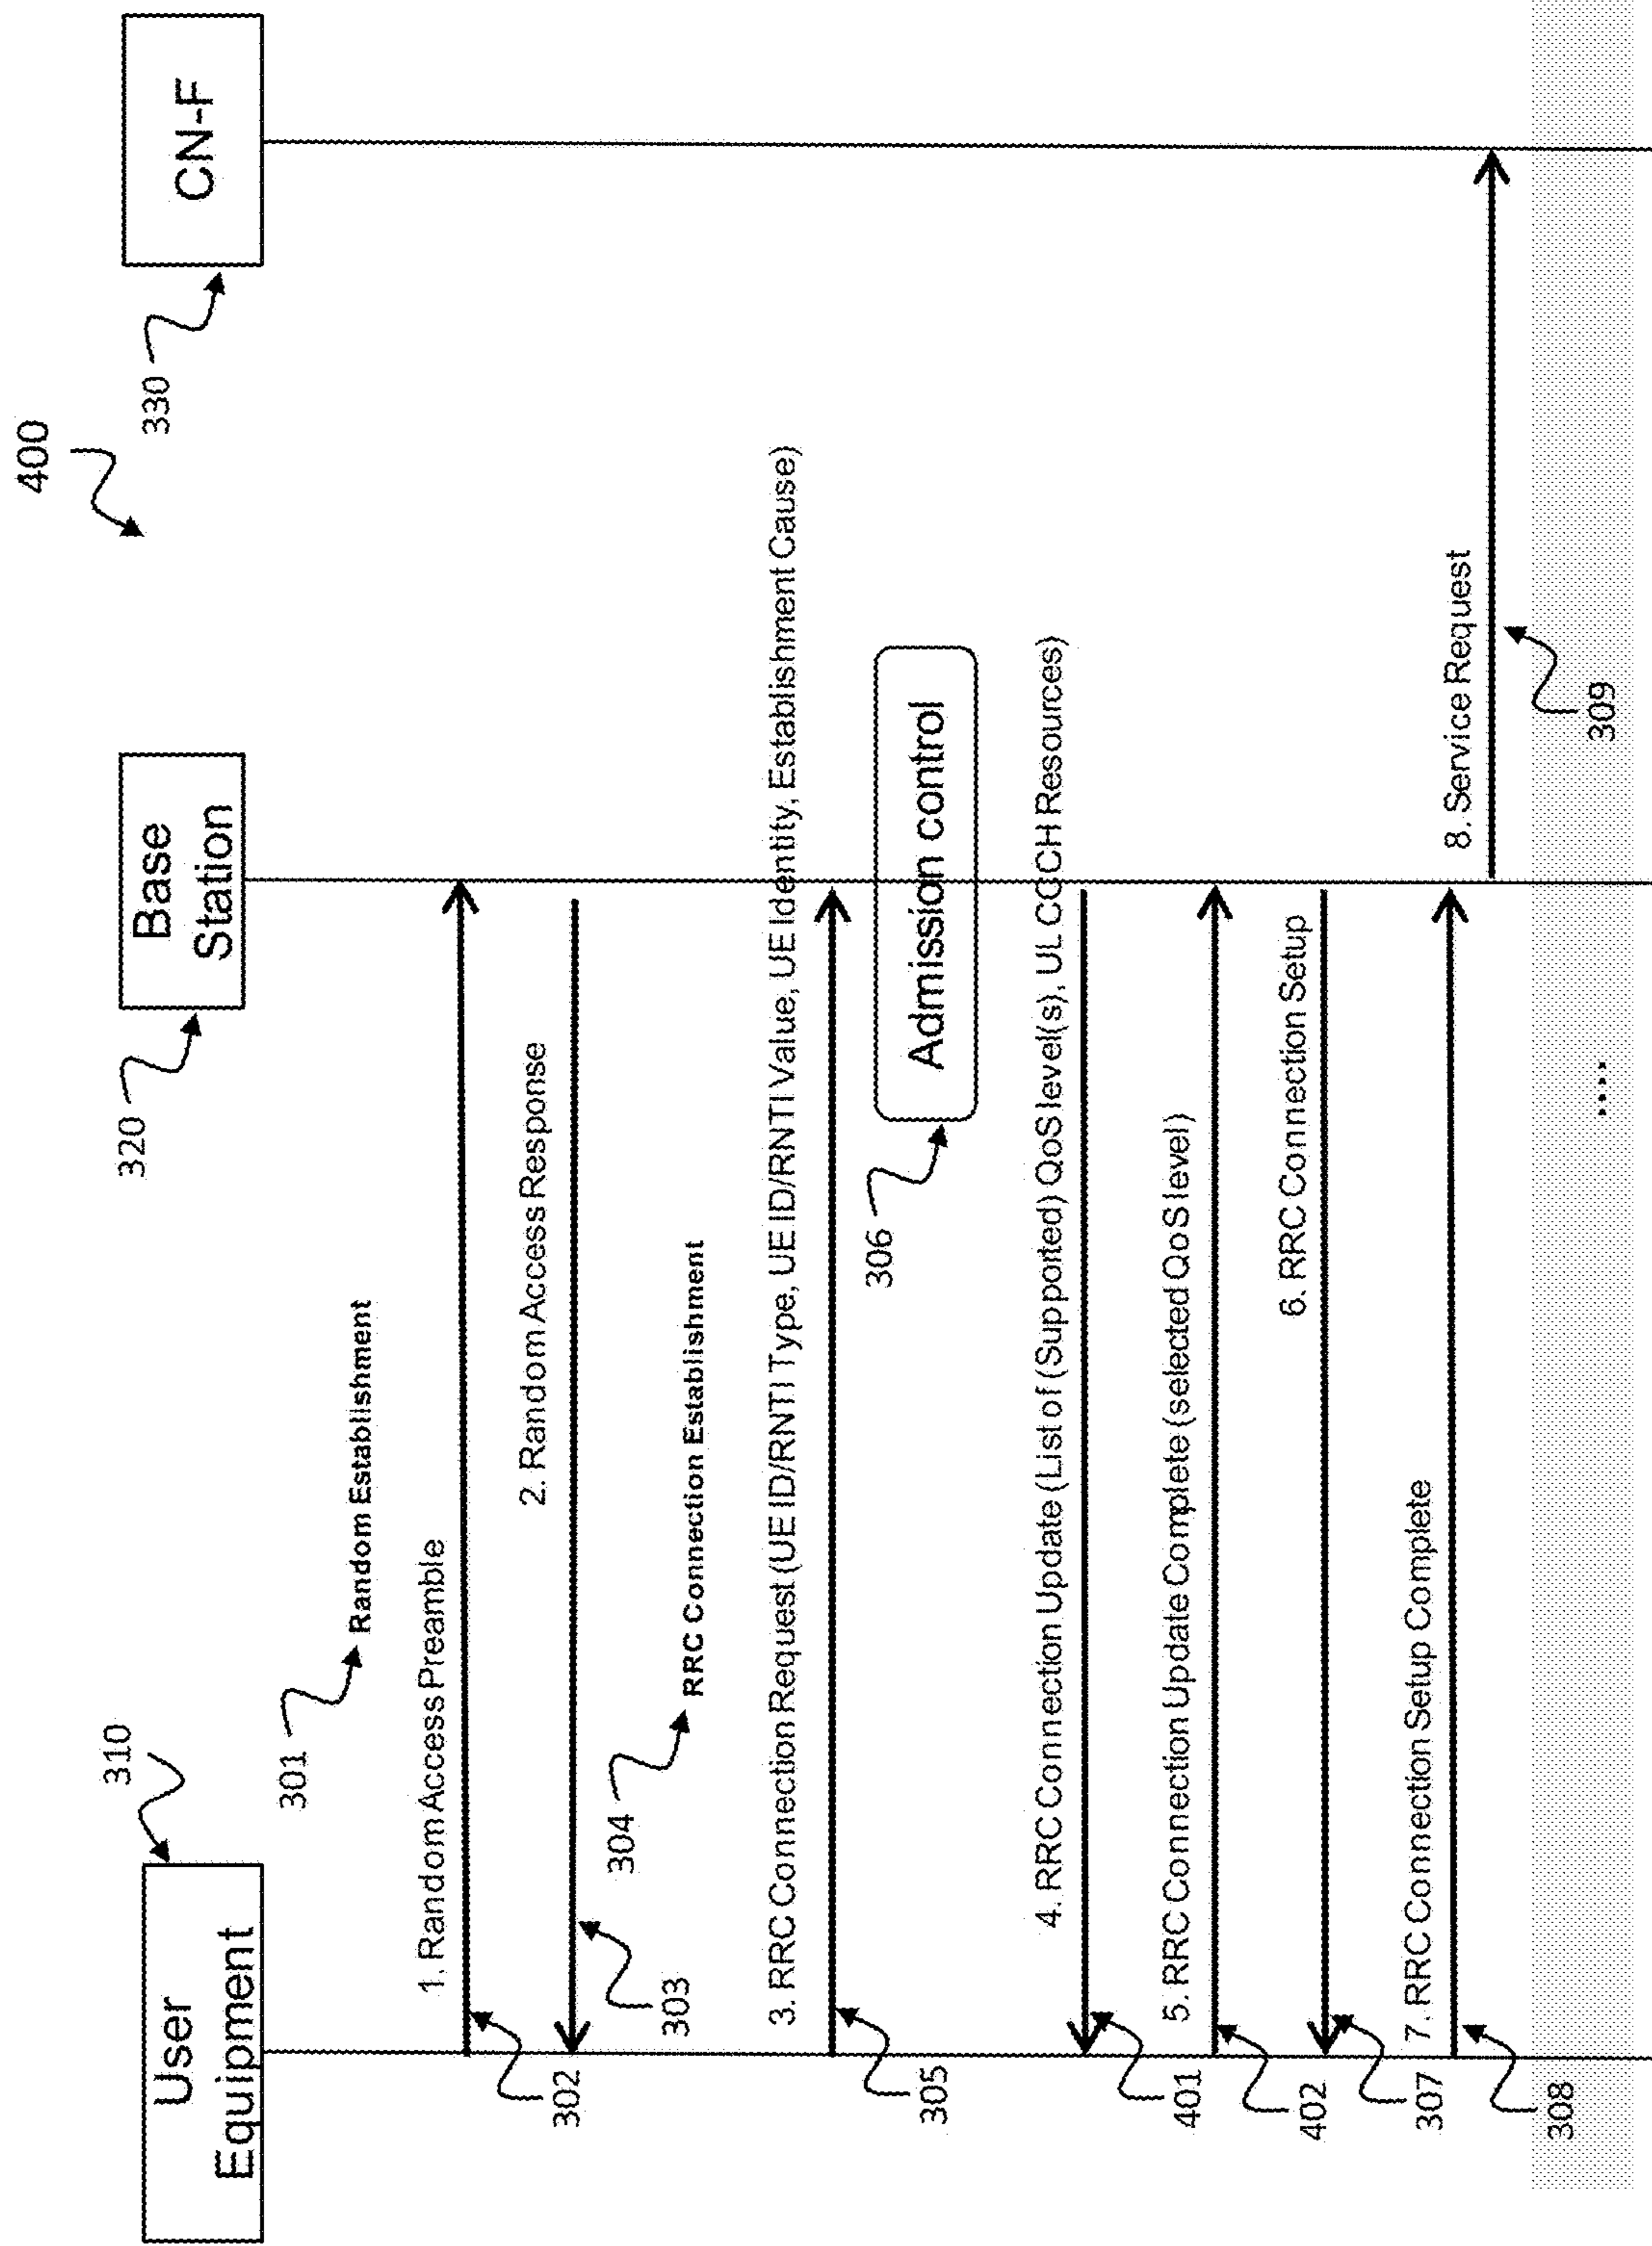 400
310
User
Equipment
320
Base
Station
330
CN-F
301
Random Establishment
1. Random Access Preamble
302
2. Random Access Response
303
304
RRC Connection Establishment
3. RRC Connection Request (UE ID/RNTI Type, UE ID/RNTI Value, UE Identity, Establishment Cause)
305
306
Admission control
4. RRC Connection Update (List of (Supported) QoS level(s), UL CCCH Resources)
401
5. RRC Connection Update Complete (selected QoS level)
402
6. RRC Connection Setup
307
7. RRC Connection Setup Complete
308
8. Service Request
309
....